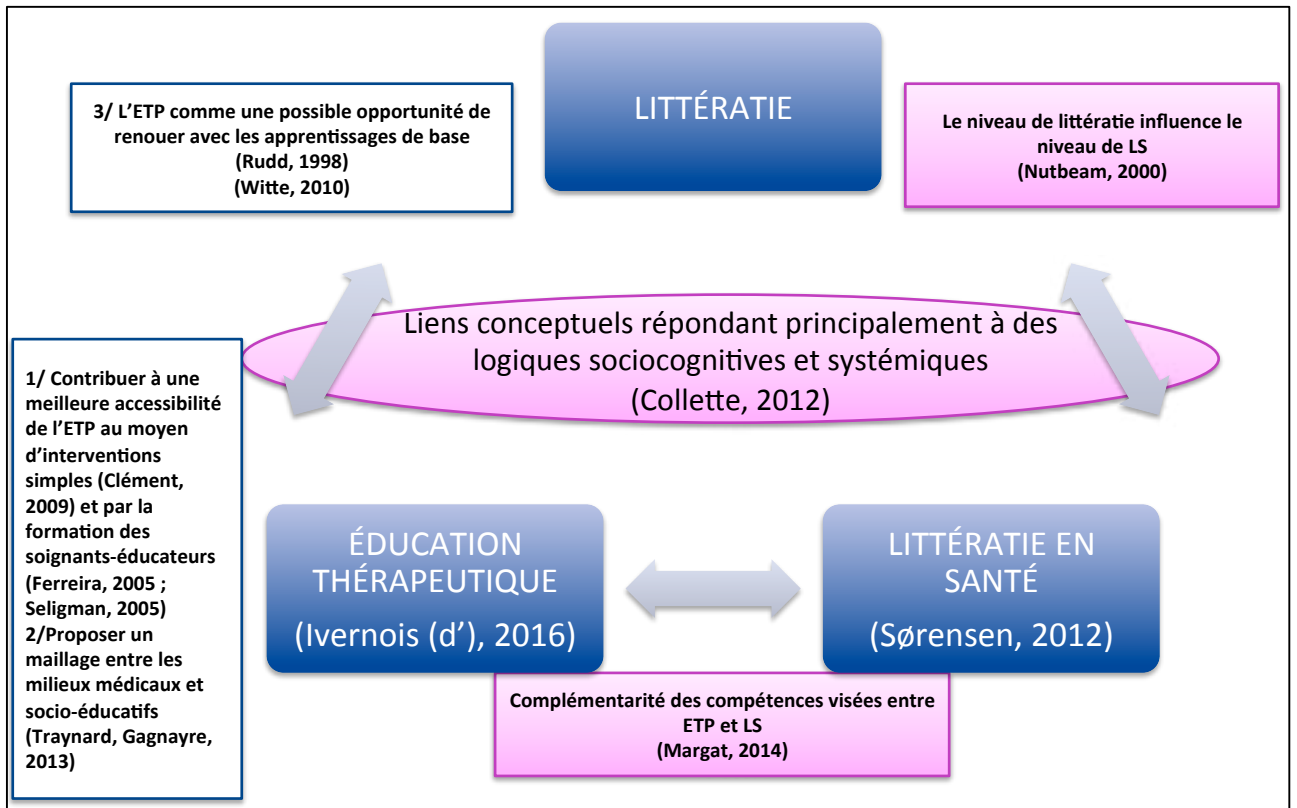 LITTÉRATIE
3/ L’ETP comme une possible opportunité de
renouer avec les apprentissages de base
(Rudd, 1998)
(Witte, 2010)
Le niveau de littératie influence le
niveau de LS
(Nutbeam, 2000)
Liens conceptuels répondant principalement à des
logiques sociocognitives et systémiques
(Collette, 2012)
1/ Contribuer à une
meilleure accessibilité
de l’ETP au moyen
d’interventions
simples (Clément,
2009) et par la
formation des
soignants-éducateurs
(Ferreira, 2005 ;
Seligman, 2005)
2/Proposer un
maillage entre les
milieux médicaux et
socio-éducatifs
(Traynard, Gagnayre,
2013)
ÉDUCATION
THÉRAPEUTIQUE
(Ivernois (d’), 2016)
LITTÉRATIE EN
SANTÉ
(Sørensen, 2012)
Complémentarité des compétences visées entre
ETP et LS
(Margat, 2014)